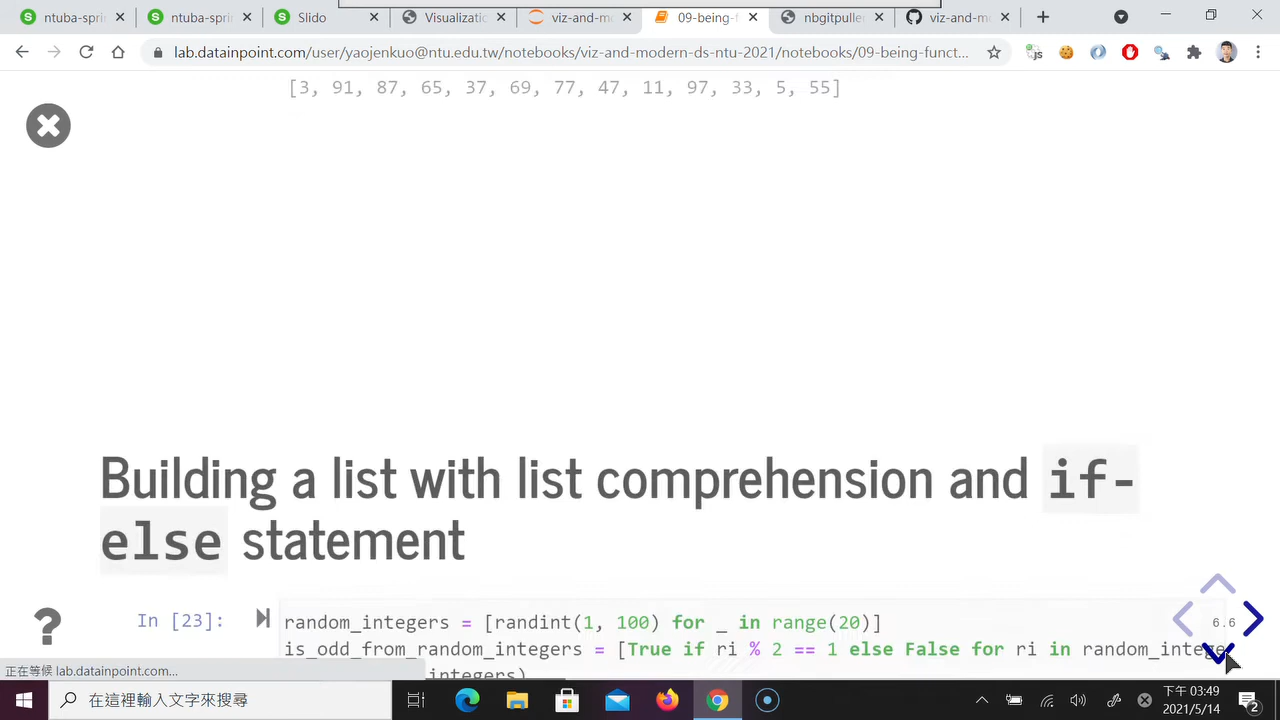 ntuba-spri
ntuba-spri
Slido
Visualizatio
viz-and-mo
09-being-f
nbgitpuller
viz-and-mo
lab.datainpoint.com/user/yaojenkuo@ntu.edu.tw/notebooks/viz-and-modern-ds-ntu-2021/notebooks/09-being-funct...
[3, 91, 87, 65, 37, 69, 77, 47, 11, 97, 33, 5, 55]
Building a list with list comprehension and if-
else statement
In [23]:
random_integers = [randint(1, 100) for _ in range(20)]
is_odd_from_random_integers = [True if ri % 2 == 1 else False for ri in random_intege
integers)
6.6
?
正在等候 lab.datainpoint.com...
在這裡輸入文字來搜尋
下午 03:49
2021/5/14
2